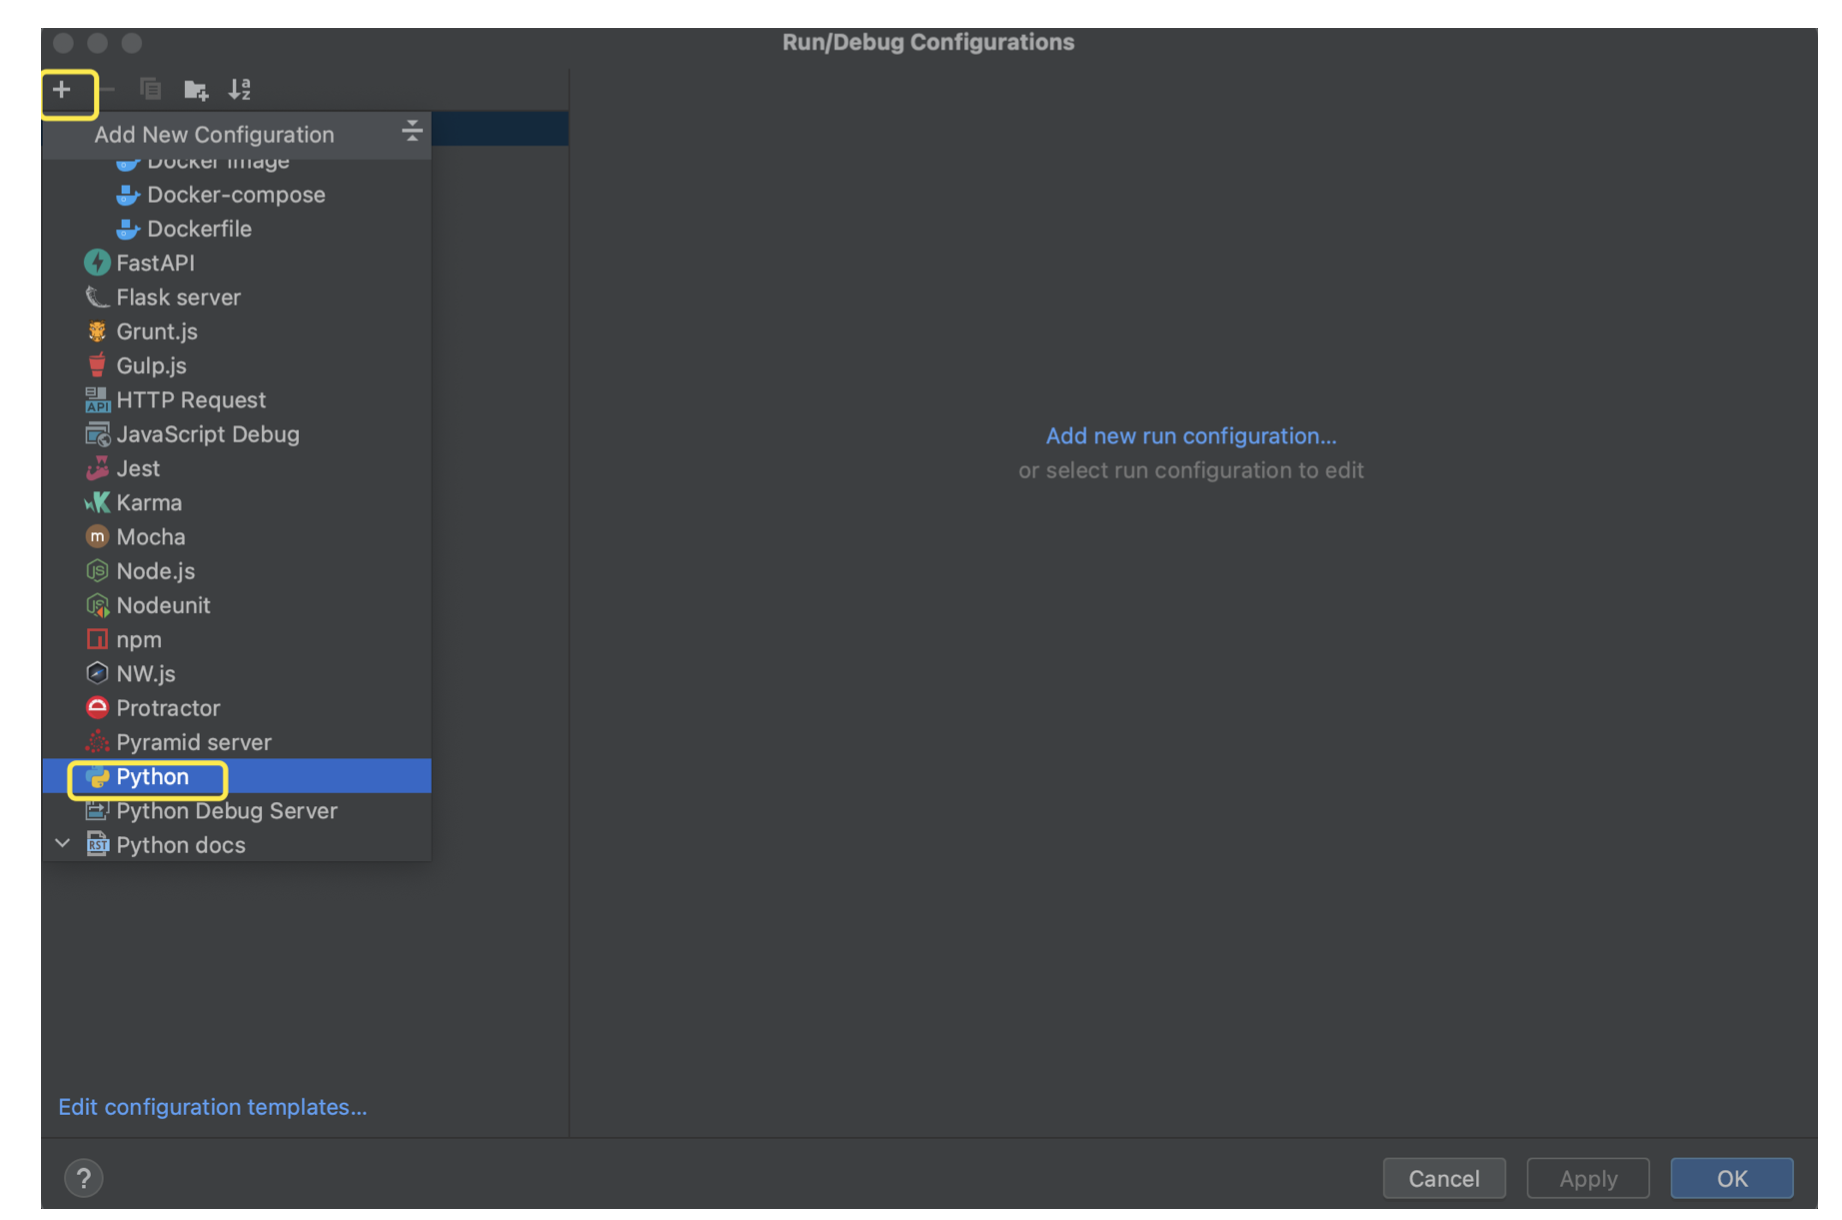 Run/Debug Configurations
Add New Configuration
Docker Image
Docker-compose
Dockerfile
FastAPI
Flask server
Grunt.js
Gulp.js
HTTP Request
JavaScript Debug
Jest
Karma
Mocha
Node.js
Nodeunit
npm
NW.js
Protractor
Pyramid server
Python
Python Debug Server
Python docs
Add new run configuration...
or select run configuration to edit
Edit configuration templates...
?
Cancel
Apply
OK